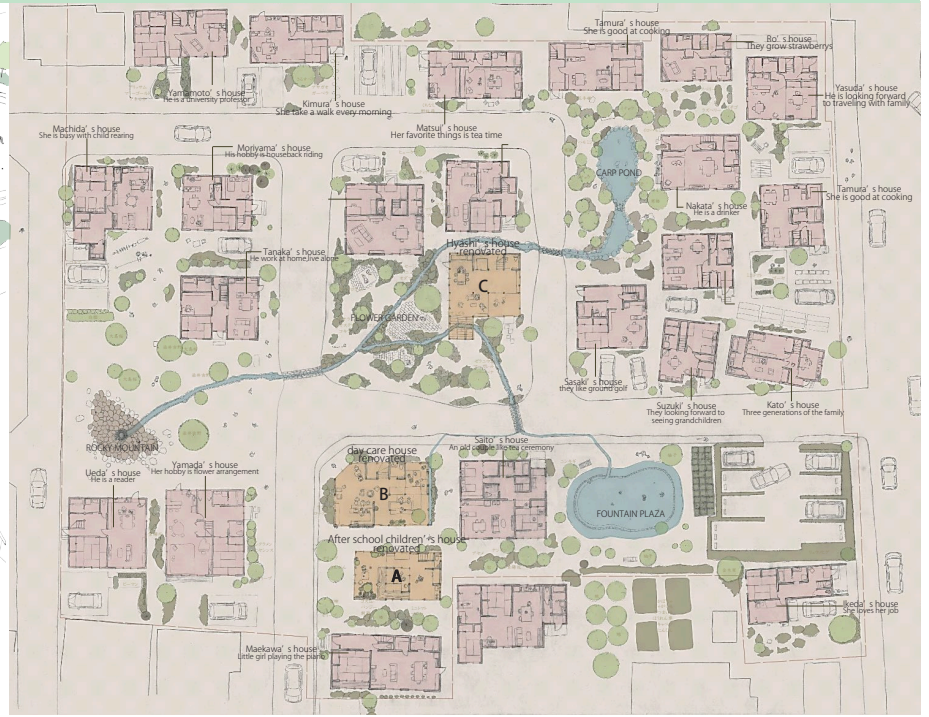 Tamura's house
She is good at cooking
Bo's house
They grow strawberrys
Yamamoto's house
He is a university professor
Kimura's house
She take a walk every morning
Yasuda's house
He is looking forward
to traveling with family
Machida's house
She is busy with child rearing
Matsui's house
Her favorite things is tea time
Moriyama's house
His hobby is houseback riding
CARP POND
Nakata's house
He is a drinker
Tamura's house
She is good at cooking
Tanaka's house
He work at home,live alone
Hyashi's house
renovated
C
FLOWER GARDEN
Sasaki's house
they like ground golf
Suzuki's house
They looking forward to
seeing grandchildren
Kato's house
Three generations of the family
ROCKY MOUNTAIN
Saito's house
An old couple like tea ceremony
day care house
renovated
Ueda's house
He is a reader
Yamada's house
Her hobby is flower arrangement
B
FOUNTAIN PLAZA
After school children's house
renovated
A
Ikeda's house
She loves her job
Maekawa's house
Little girl playing the piano